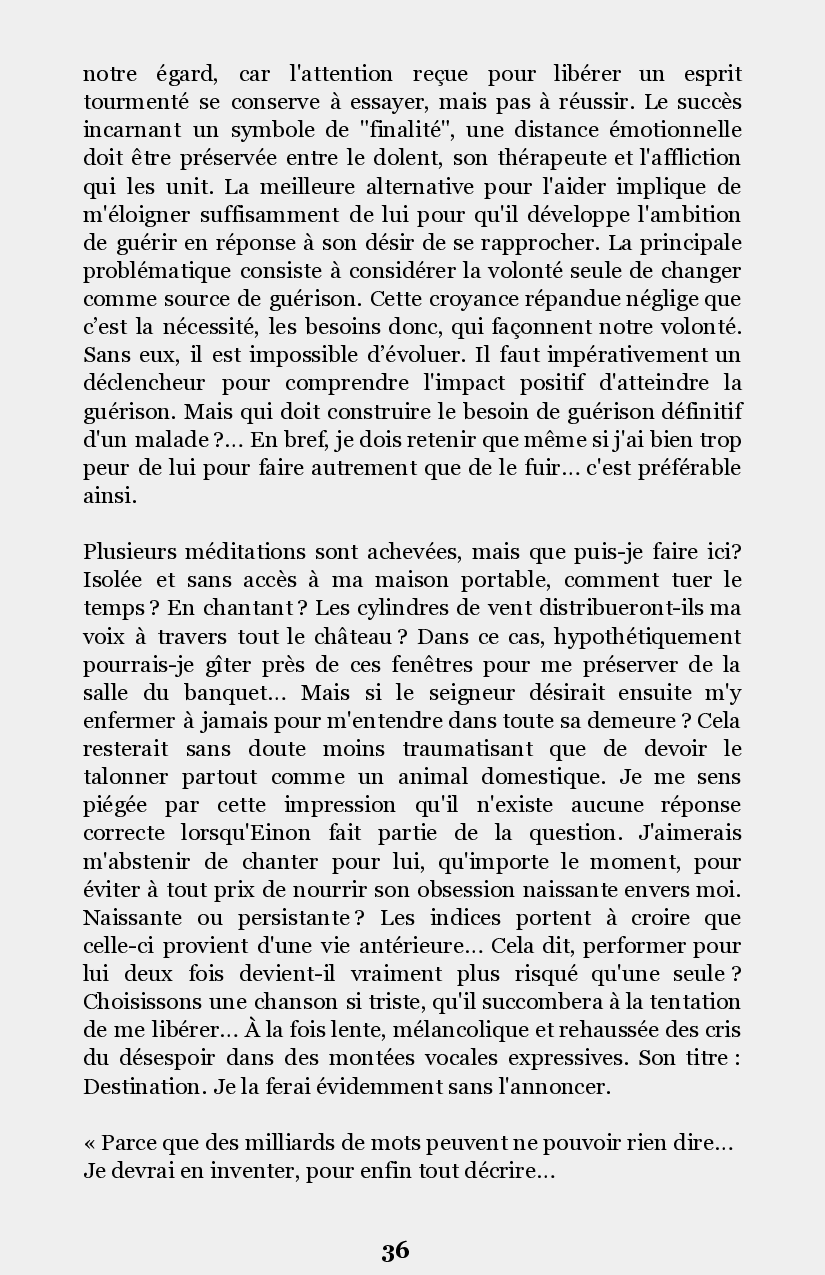 notre égard, car l'attention reçue pour libérer un esprit
tourmenté se conserve à essayer, mais pas à réussir. Le succès
incarnant un symbole de "finalité", une distance émotionnelle
doit être préservée entre le dolent, son thérapeute et l'affliction
qui les unit. La meilleure alternative pour l'aider implique de
m'éloigner suffisamment de lui pour qu'il développe l'ambition
de guérir en réponse à son désir de se rapprocher. La principale
problématique consiste à considérer la volonté seule de changer
comme source de guérison. Cette croyance répandue néglige que
c’est la nécessité, les besoins donc, qui façonnent notre volonté.
Sans eux, il est impossible d’évoluer. Il faut impérativement un
déclencheur pour comprendre l'impact positif d'atteindre la
guérison. Mais qui doit construire le besoin de guérison définitif
d'un malade ?... En bref, je dois retenir que même si j'ai bien trop
peur de lui pour faire autrement que de le fuir... c'est préférable
ainsi.

Plusieurs méditations sont achevées, mais que puis-je faire ici?
Isolée et sans accès à ma maison portable, comment tuer le
temps ? En chantant ? Les cylindres de vent distribueront-ils ma
voix à travers tout le château ? Dans ce cas, hypothétiquement
pourrais-je gîter près de ces fenêtres pour me préserver de la
salle du banquet... Mais si le seigneur désirait ensuite m'y
enfermer à jamais pour m'entendre dans toute sa demeure ? Cela
resterait sans doute moins traumatisant que de devoir le
talonner partout comme un animal domestique. Je me sens
piégée par cette impression qu'il n'existe aucune réponse
correcte lorsqu'Einon fait partie de la question. J'aimerais
m'abstenir de chanter pour lui, qu'importe le moment, pour
éviter à tout prix de nourrir son obsession naissante envers moi.
Naissante ou persistante ? Les indices portent à croire que
celle-ci provient d'une vie antérieure... Cela dit, performer pour
lui deux fois devient-il vraiment plus risqué qu'une seule ?
Choisissons une chanson si triste, qu'il succombera à la tentation
de me libérer... À la fois lente, mélancolique et rehaussée des cris
du désespoir dans des montées vocales expressives. Son titre :
Destination. Je la ferai évidemment sans l'annoncer.

« Parce que des milliards de mots peuvent ne pouvoir rien dire...
Je devrai en inventer, pour enfin tout décrire...

36